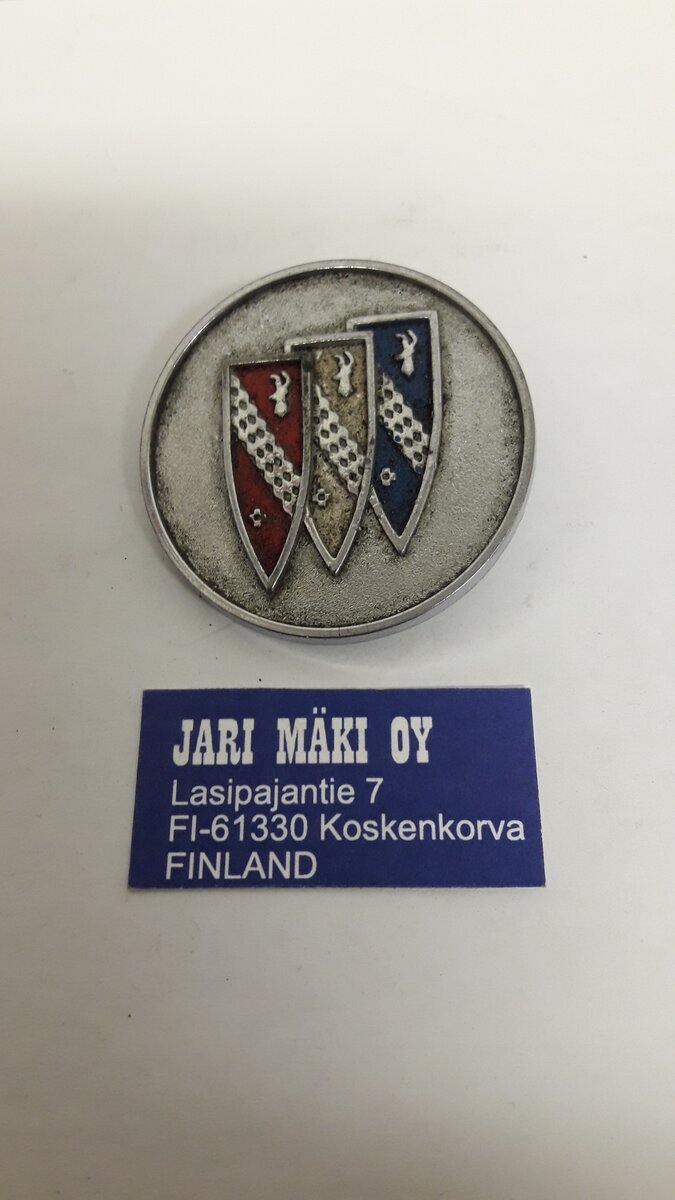 JARI MÄKI OY
Lasipajantie 7
FI-61330 Koskenkorva
FINLAND